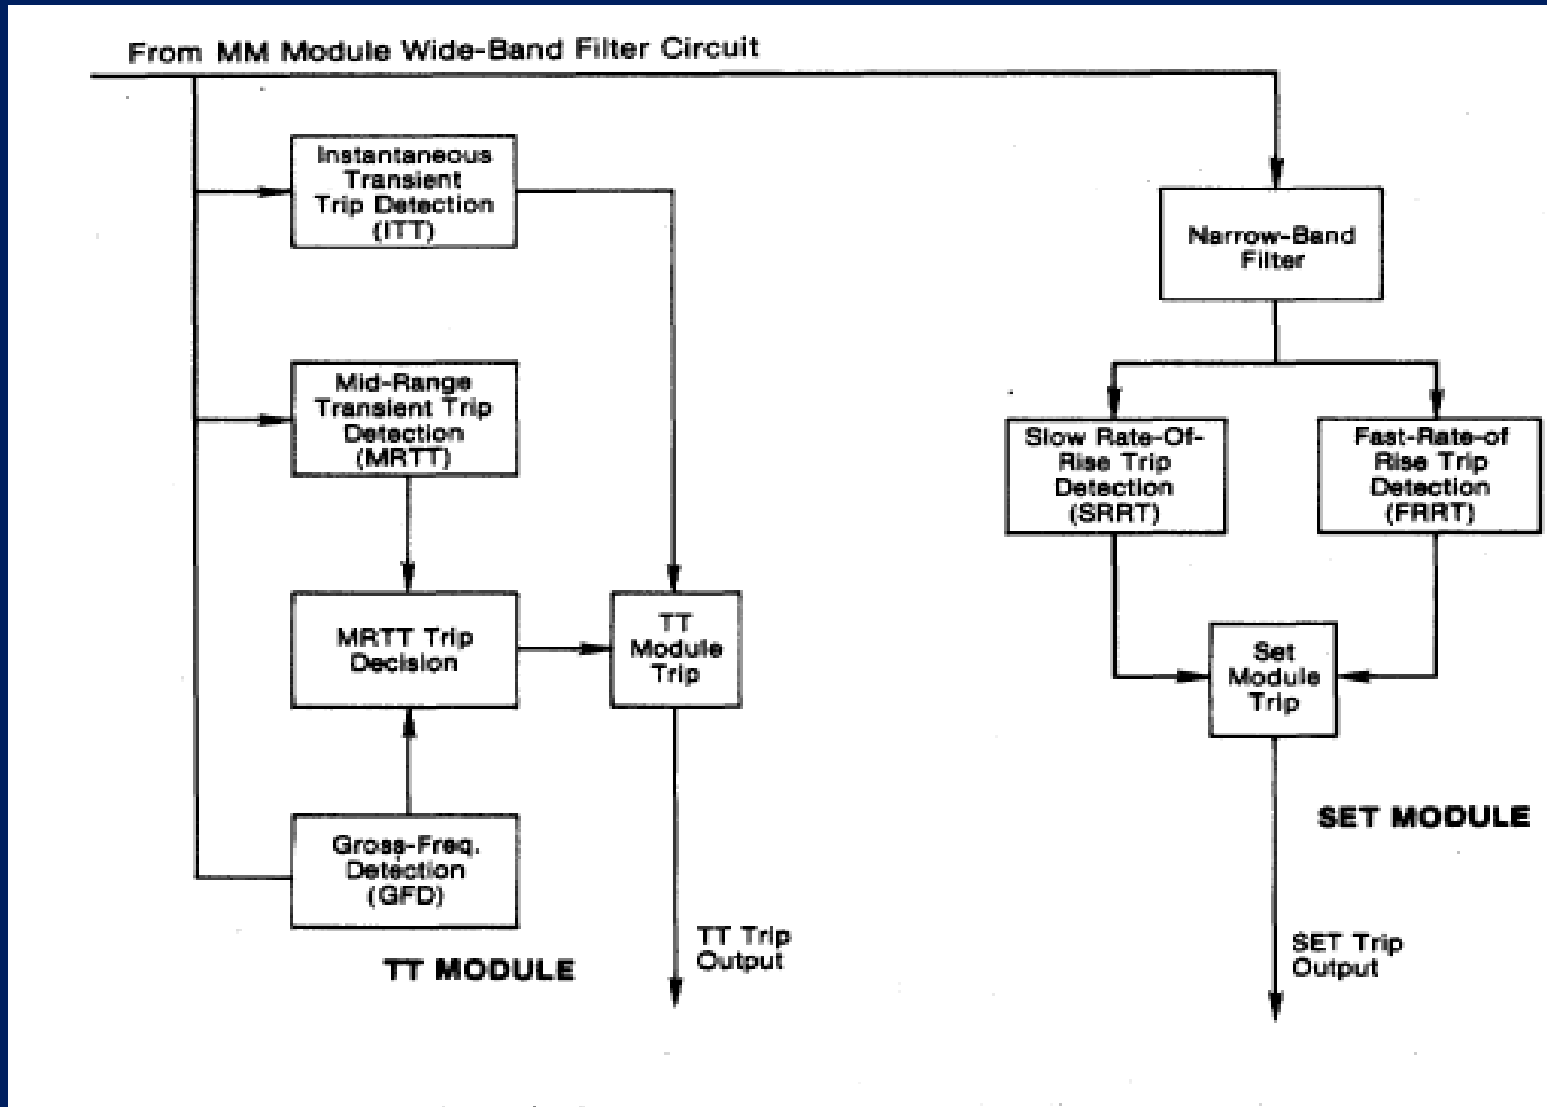 From MM Module Wide-Band Filter Circuit
Instantaneous
Transient
Trip Detection
(ITT)
Narrow-Band
Filter
Mid-Range
Transient Trip
Detection
(MRTT)
Slow Rate-Of-
Rise Trip
Detection
(SRRT)
Fast-Rate-of
Rise Trip
Detection
(FRRT)
MRTT Trip
Decision
TT
Module
Trip
Set
Module
Trip
SET MODULE
Gross-Freq.
Detection
(GFD)
TT MODULE
TT Trip
Output
SET Trip
Output